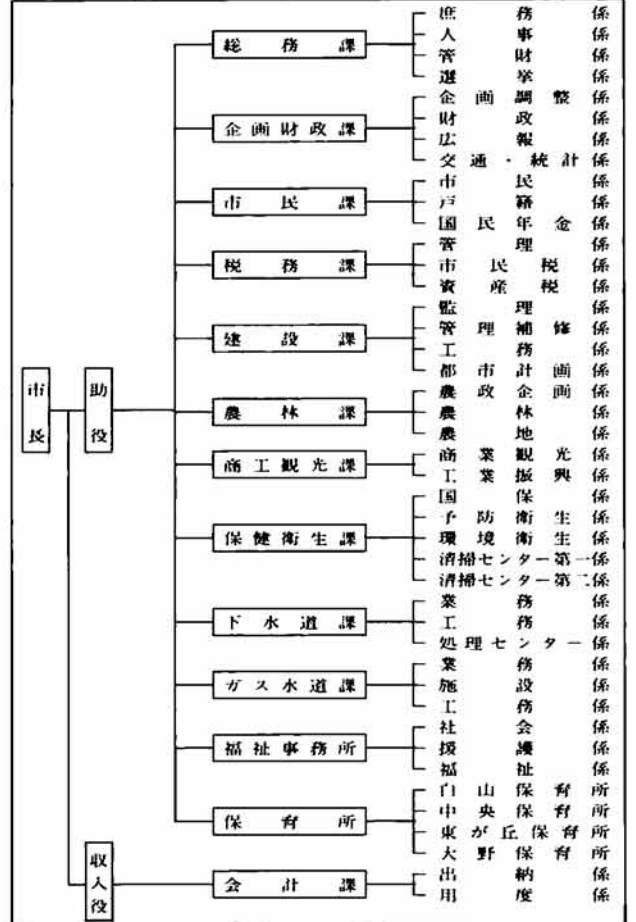 市長
助役
総務課
庶務係
人事係
管財係
選挙係
企画財政課
企画調整係
財政係
広報係
交通・統計係
市民課
市民係
戸籍係
国民年金係
税務課
管理係
市民税係
資産税係
建設課
監理係
管理補修係
工務係
都市計画係
農林課
農政企画係
農林係
農地係
商工観光課
商業観光係
工業振興係
保健衛生課
国保係
予防衛生係
環境衛生係
清掃センター第一係
清掃センター第二係
下水道課
業務係
工務係
処理センター係
ガス水道課
業務係
施設係
工務係
福祉事務所
社会係
援護係
福祉係
保育所
白山保育所
中央保育所
東が丘保育所
大野保育所
収入役
会計課
出納係
用度係